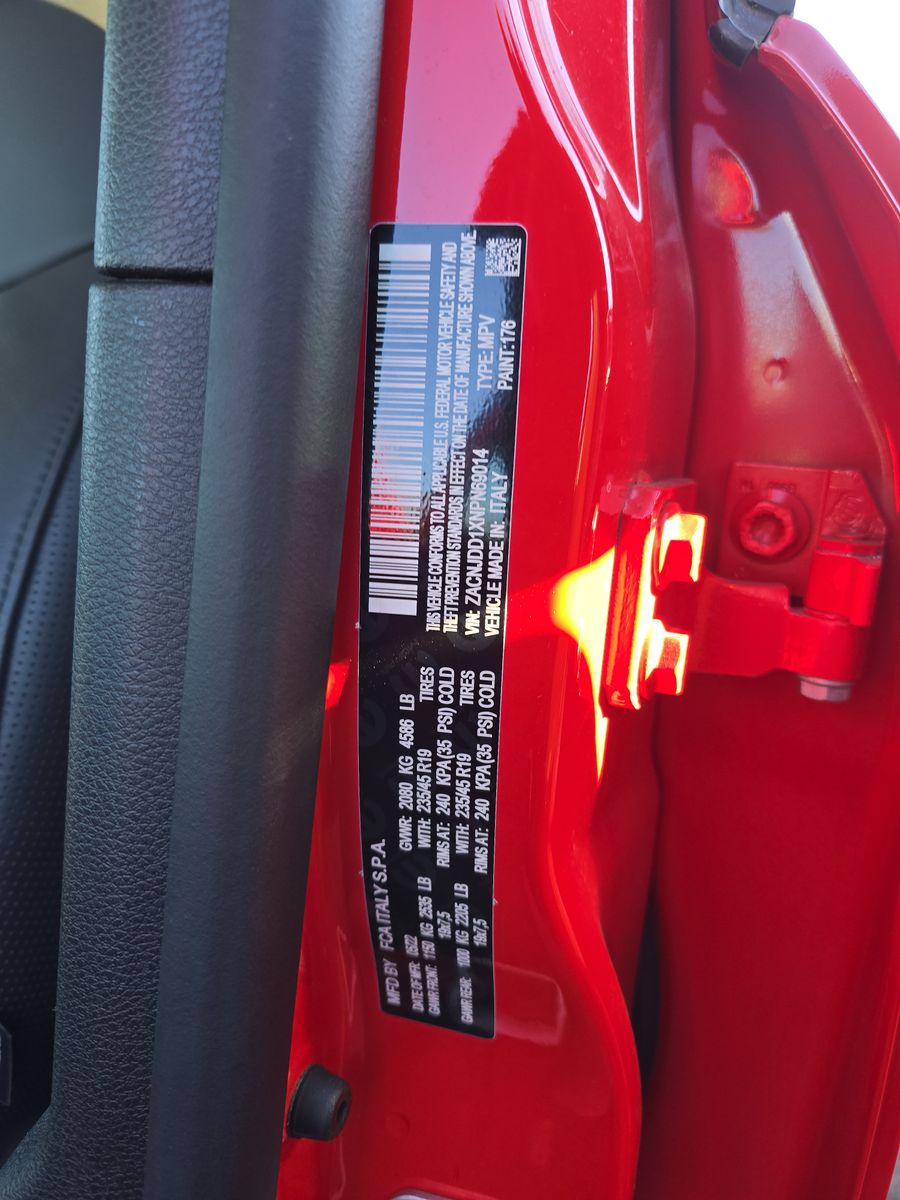 MFD BY FCA ITALY S.P.A.
DATE OF MFR: 05/22 GVWR: 2080 KG 4586 LB
GAWR FRONT: 1150 KG 2535 LB WITH: 235/45 R19 TIRES
19x7,5 RIMS AT: 240 KPA(35 PSI) COLD
GAWR REAR: 1000 KG 2205 LB WITH: 235/45 R19 TIRES
19x7,5 RIMS AT: 240 KPA(35 PSI) COLD
THIS VEHICLE CONFORMS TO ALL APPLICABLE U.S. FEDERAL MOTOR VEHICLE SAFETY AND
THEFT PREVENTION STANDARDS IN EFFECT ON THE DATE OF MANUFACTURE SHOWN ABOVE.
VIN: ZACNJDD1XNPN69014 TYPE: MPV
VEHICLE MADE IN: ITALY PAINT: 176